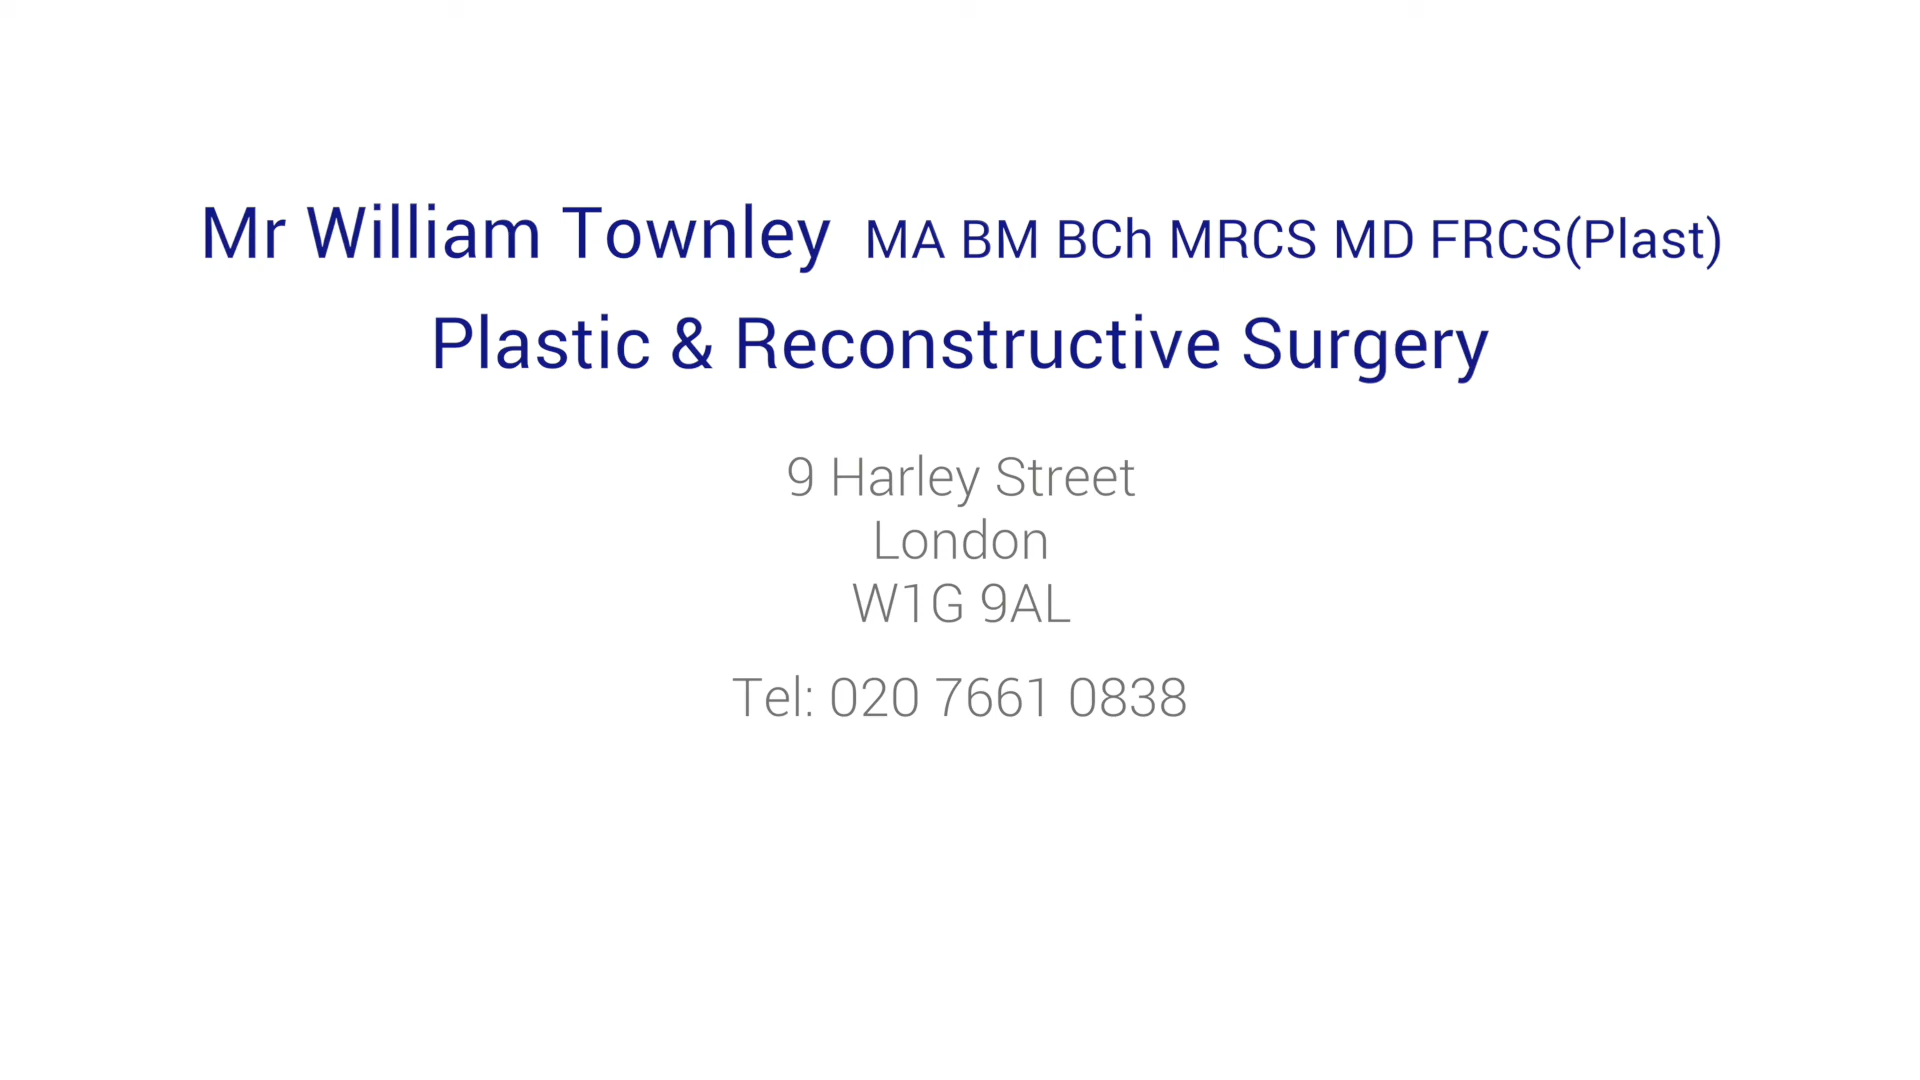 Mr William Townley MA BM BCh MRCS MD FRCS(Plast)
Plastic & Reconstructive Surgery
9 Harley Street
London
W1G 9AL
Tel: 020 7661 0838